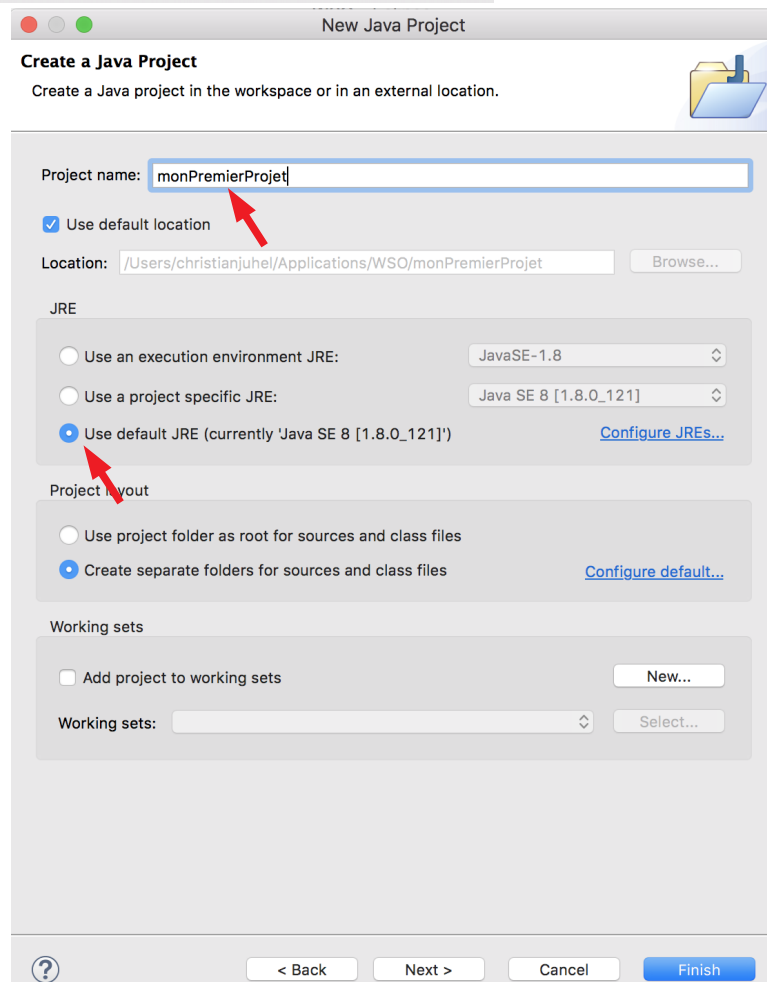 New Java Project
Create a Java Project
Create a Java project in the workspace or in an external location.
Project name: monPremierProjet
Use default location
Location: /Users/christianjuhel/Applications/WSO/monPremierProjet Browse...
JRE
Use an execution environment JRE: JavaSE-1.8
Use a project specific JRE: Java SE 8 [1.8.0_121]
Use default JRE (currently 'Java SE 8 [1.8.0_121]') Configure JREs...
Project layout
Use project folder as root for sources and class files
Create separate folders for sources and class files Configure default...
Working sets
Add project to working sets New...
Working sets: Select...
? < Back Next > Cancel Finish